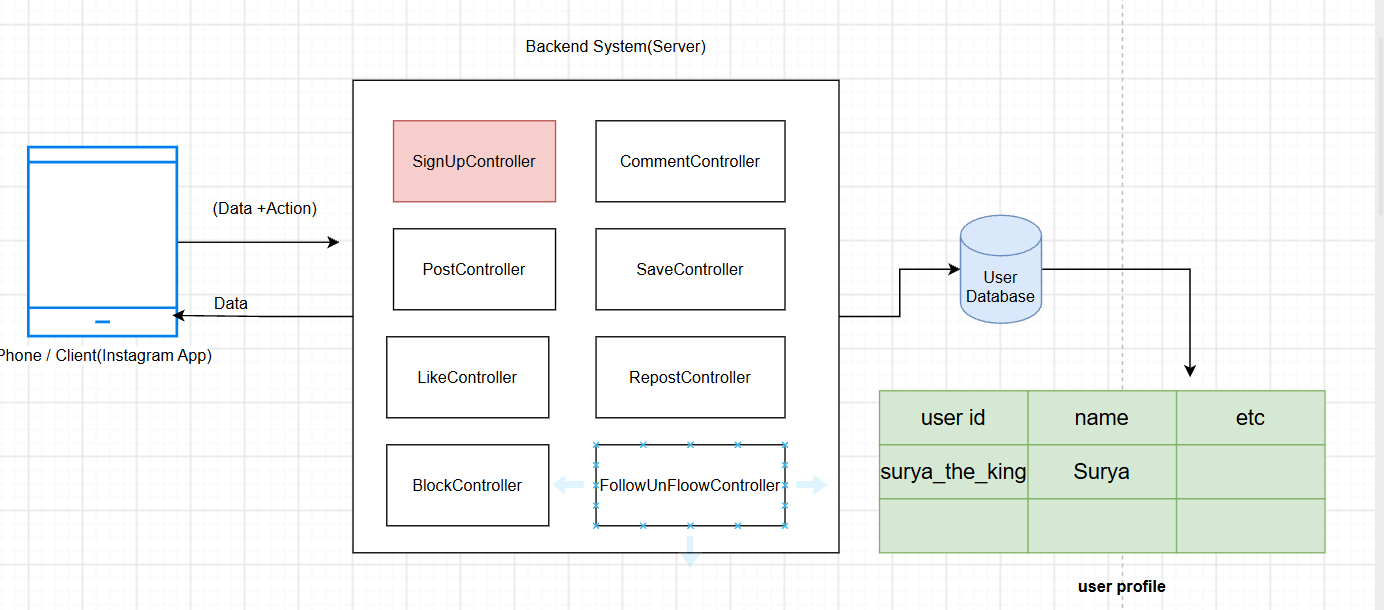 Backend System(Server)
SignUpController
CommentController
(Data +Action)
PostController
SaveController
User
Database
Data
Phone / Client(Instagram App)
LikeController
RepostController
BlockController
FollowUnFloowController
user id
name
etc
surya_the_king
Surya
user profile